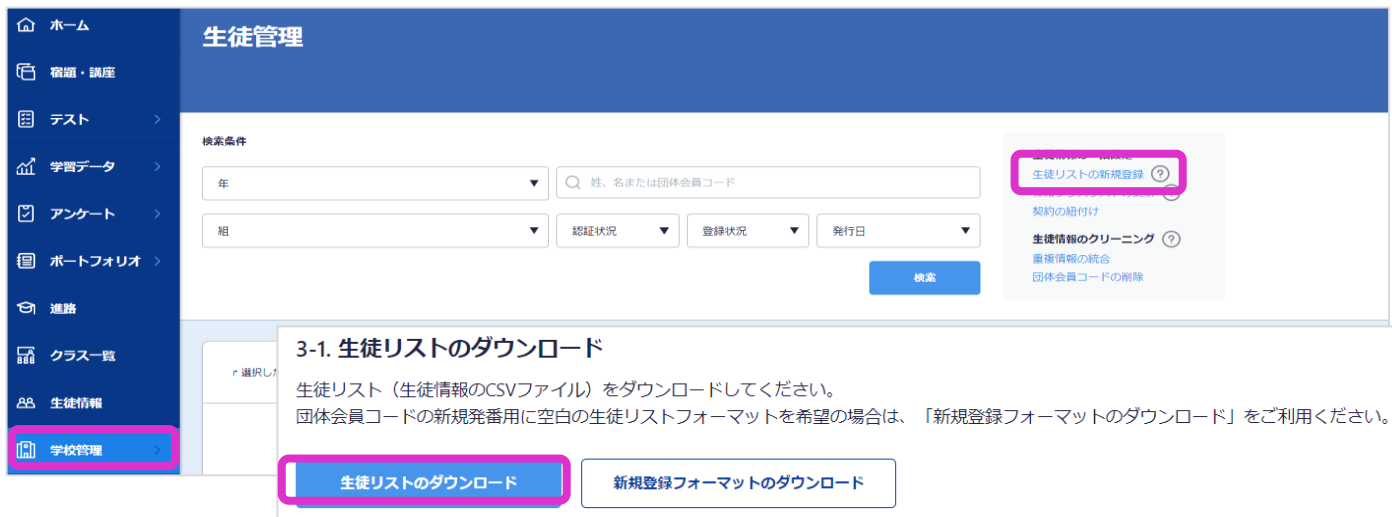 ホーム
宿題・講座
テスト
学習データ
アンケート
ポートフォリオ
進路
クラス一覧
生徒情報
学校管理
生徒管理
検索条件
年
姓、名または団体会員コード
組
認証状況
登録状況
発行日
検索
生徒リストの新規登録 ?
契約の紐付け
生徒情報のクリーニング ?
重複情報の統合
団体会員コードの削除
選択した
3-1. 生徒リストのダウンロード
生徒リスト（生徒情報のCSVファイル）をダウンロードしてください。
団体会員コードの新規発番用に空白の生徒リストフォーマットを希望の場合は、「新規登録フォーマットのダウンロード」をご利用ください。
生徒リストのダウンロード
新規登録フォーマットのダウンロード